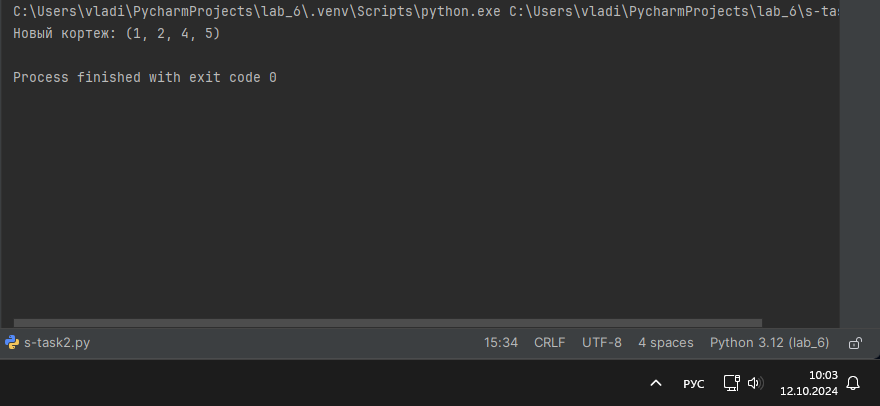 C:\Users\vladi\PycharmProjects\lab_6\.venv\Scripts\python.exe C:\Users\vladi\PycharmProjects\lab_6\s-tas
Новый кортеж: (1, 2, 4, 5)
Process finished with exit code 0
s-task2.py 15:34 CRLF UTF-8 4 spaces Python 3.12 (lab_6)
РУС 10:03
12.10.2024